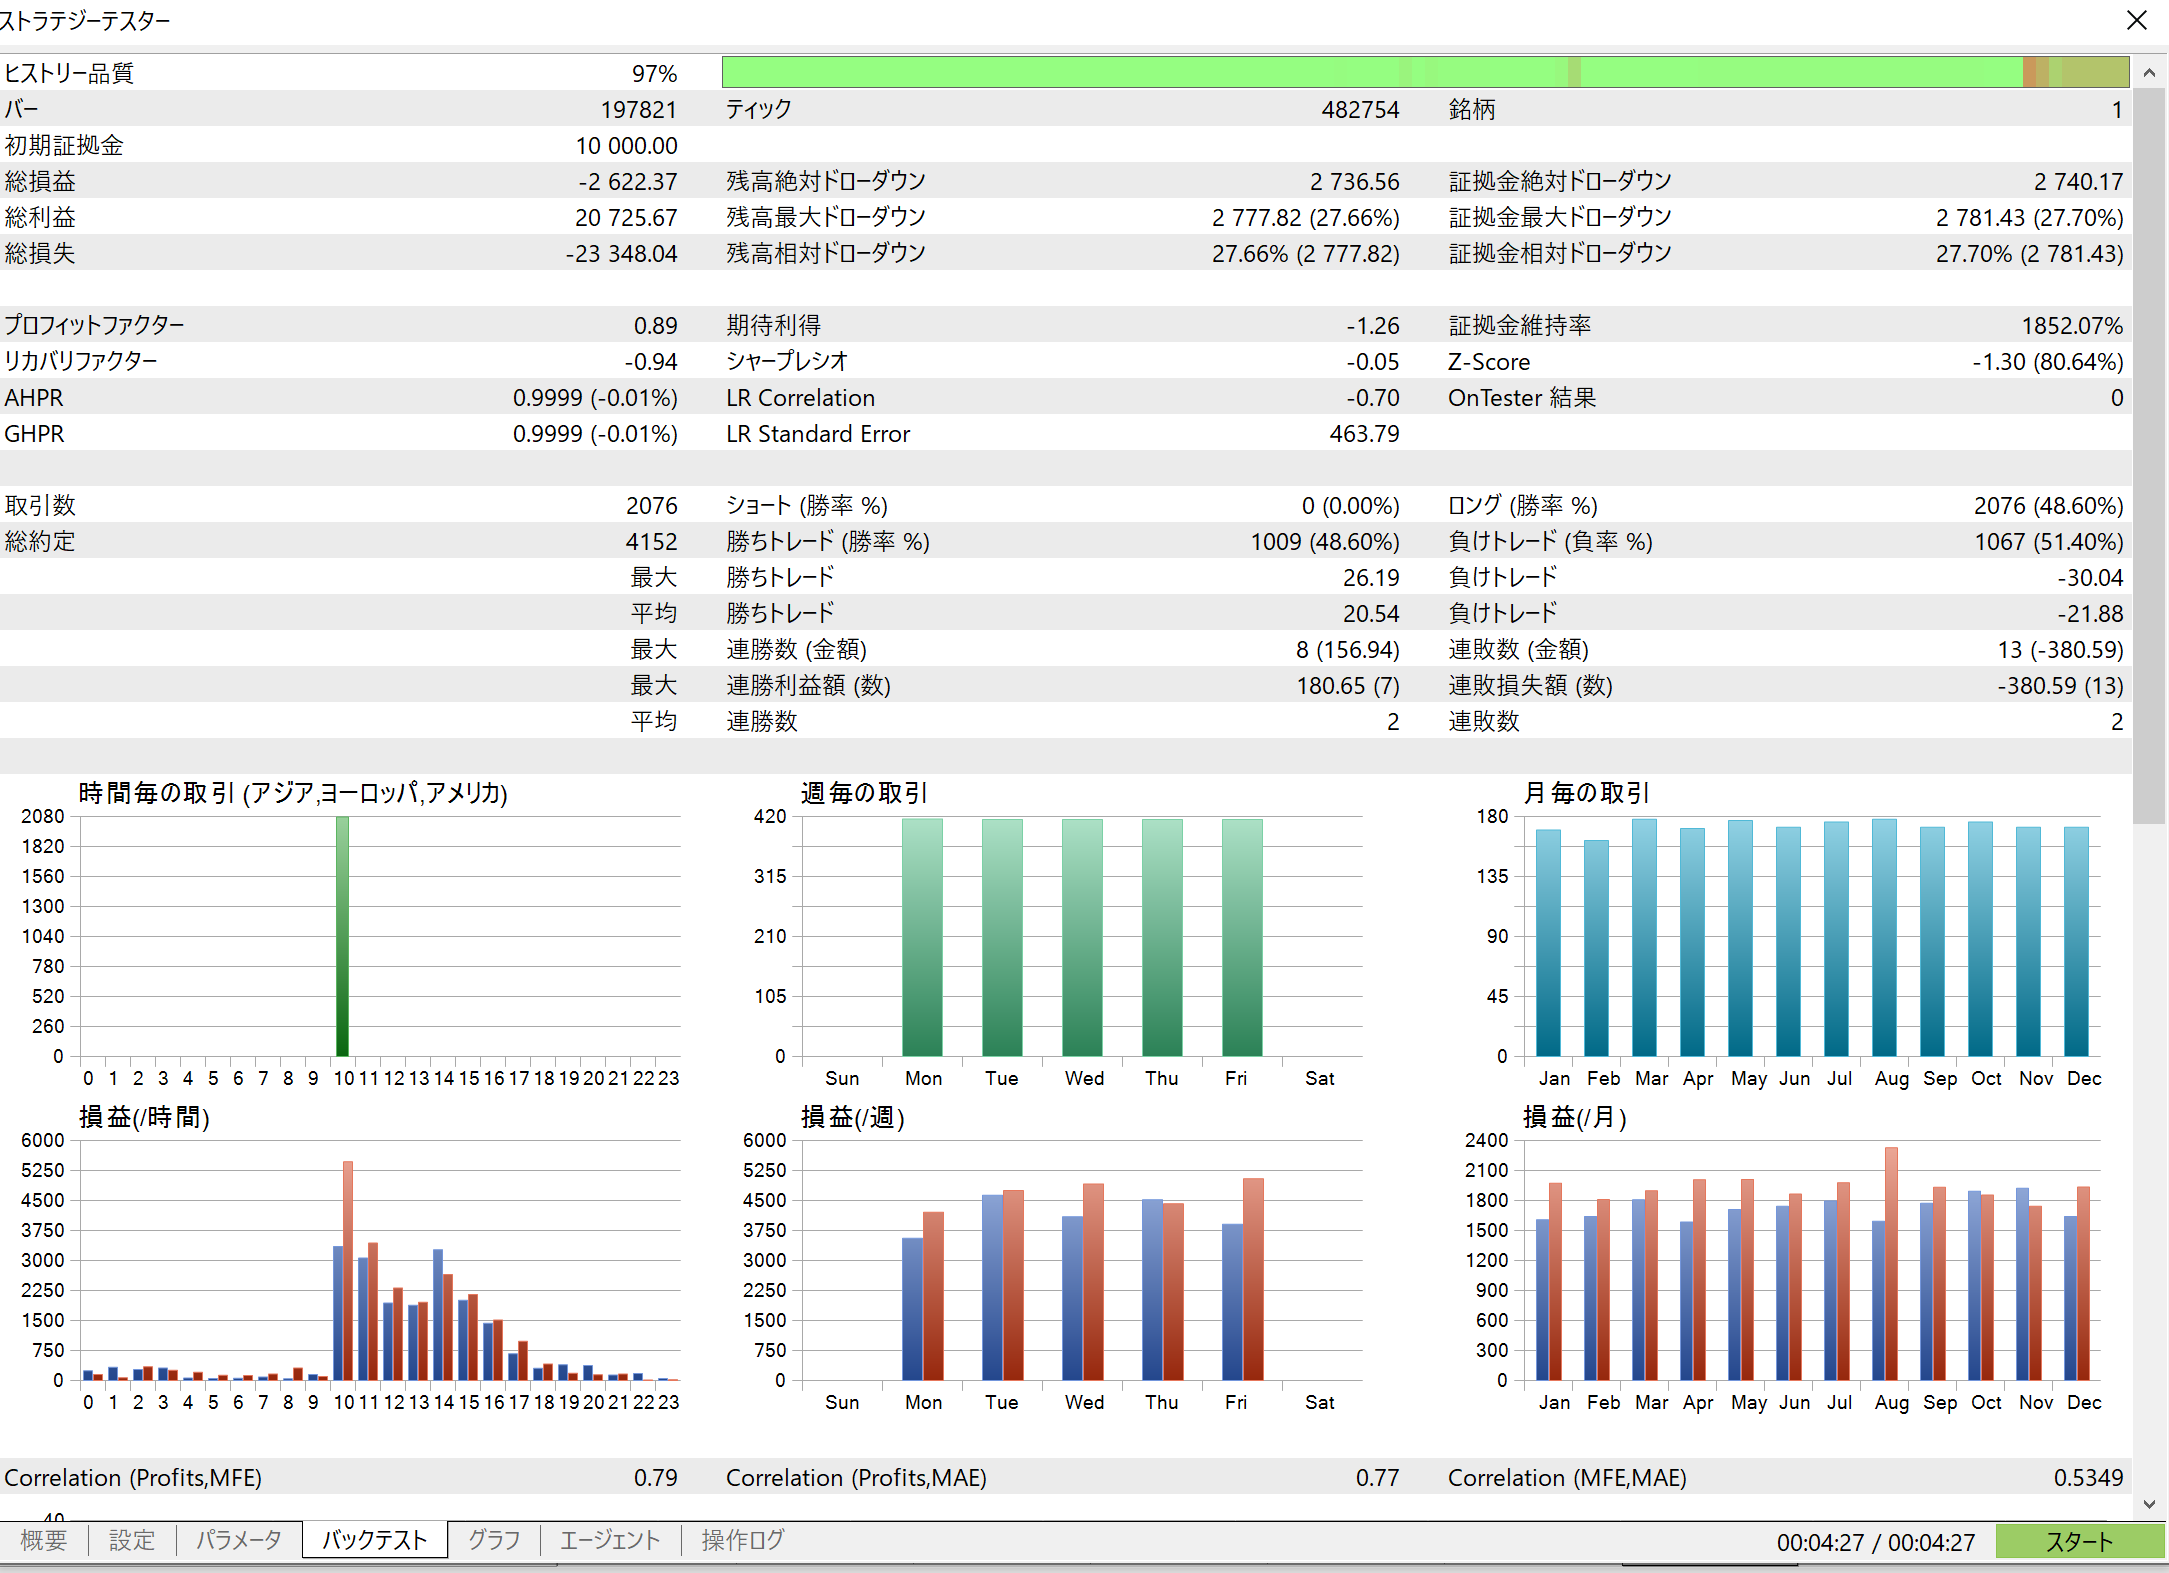 ストラテジーテスター
ヒストリー品質 97%
バー 197821 ティック 482754 銘柄 1
初期証拠金 10 000.00
総損益 -2 622.37 残高絶対ドローダウン 2 736.56 証拠金絶対ドローダウン 2 740.17
総利益 20 725.67 残高最大ドローダウン 2 777.82 (27.66%) 証拠金最大ドローダウン 2 781.43 (27.70%)
総損失 -23 348.04 残高相対ドローダウン 27.66% (2 777.82) 証拠金相対ドローダウン 27.70% (2 781.43)
プロフィットファクター 0.89 期待利得 -1.26 証拠金維持率 1852.07%
リカバリファクター -0.94 シャープレシオ -0.05 Z-Score -1.30 (80.64%)
AHPR 0.9999 (-0.01%) LR Correlation -0.70 OnTester 結果 0
GHPR 0.9999 (-0.01%) LR Standard Error 463.79
取引数 2076 ショート (勝率 %) 0 (0.00%) ロング (勝率 %) 2076 (48.60%)
総約定 4152 勝ちトレード (勝率 %) 1009 (48.60%) 負けトレード (負率 %) 1067 (51.40%)
最大 勝ちトレード 26.19 負けトレード -30.04
平均 勝ちトレード 20.54 負けトレード -21.88
最大 連勝数 (金額) 8 (156.94) 連敗数 (金額) 13 (-380.59)
最大 連勝利益額 (数) 180.65 (7) 連敗損失額 (数) -380.59 (13)
平均 連勝数 2 連敗数 2
時間毎の取引 (アジア,ヨーロッパ,アメリカ)
2080
1820
1560
1300
1040
780
520
260
0
0 1 2 3 4 5 6 7 8 9 10 11 12 13 14 15 16 17 18 19 20 21 22 23
週毎の取引
420
315
210
105
0
Sun Mon Tue Wed Thu Fri Sat
月毎の取引
180
135
90
45
0
Jan Feb Mar Apr May Jun Jul Aug Sep Oct Nov Dec
損益(/時間)
6000
5250
4500
3750
3000
2250
1500
750
0
0 1 2 3 4 5 6 7 8 9 10 11 12 13 14 15 16 17 18 19 20 21 22 23
損益(/週)
6000
5250
4500
3750
3000
2250
1500
750
0
Sun Mon Tue Wed Thu Fri Sat
損益(/月)
2400
2100
1800
1500
1200
900
600
300
0
Jan Feb Mar Apr May Jun Jul Aug Sep Oct Nov Dec
Correlation (Profits,MFE) 0.79 Correlation (Profits,MAE) 0.77 Correlation (MFE,MAE) 0.5349
40
概要 設定 パラメータ バックテスト グラフ エージェント 操作ログ 00:04:27 / 00:04:27 スタート